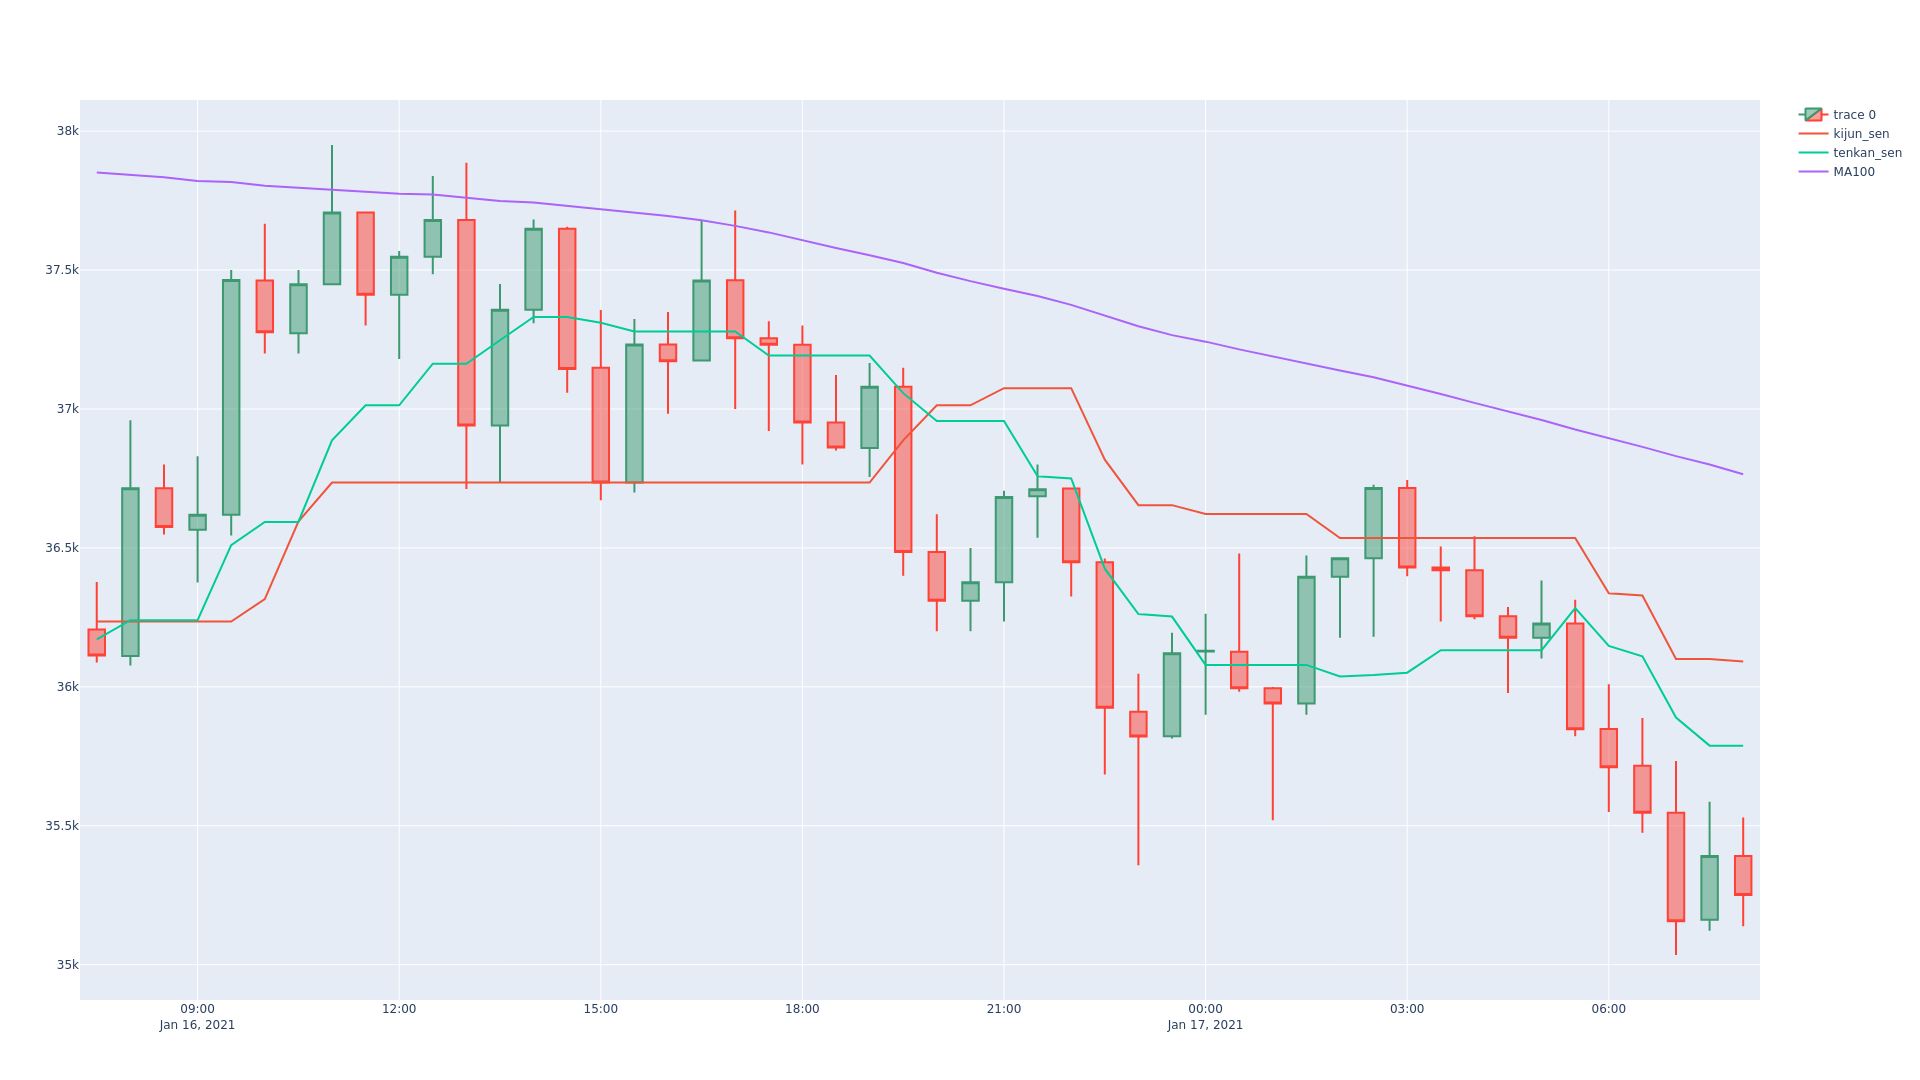 38k
37.5k
37k
36.5k
36k
35.5k
35k
09:00
Jan 16, 2021
12:00
15:00
18:00
21:00
00:00
Jan 17, 2021
03:00
06:00
trace 0
kijun_sen
tenkan_sen
MA100